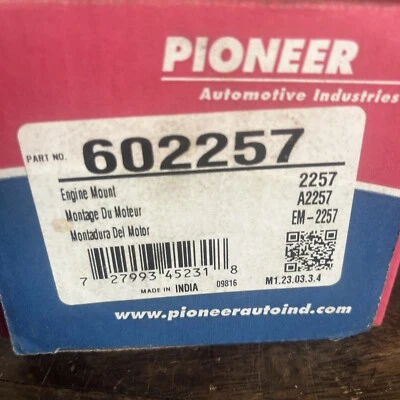 PIONEER
Automotive Industries
PART NO. 602257
Engine Mount 2257
Montage Du Moteur A2257
Montadura Del Motor EM-2257
7 27993 45231 8
MADE IN INDIA 09816 M1.23.03.3.4
www.pioneerautoind.com